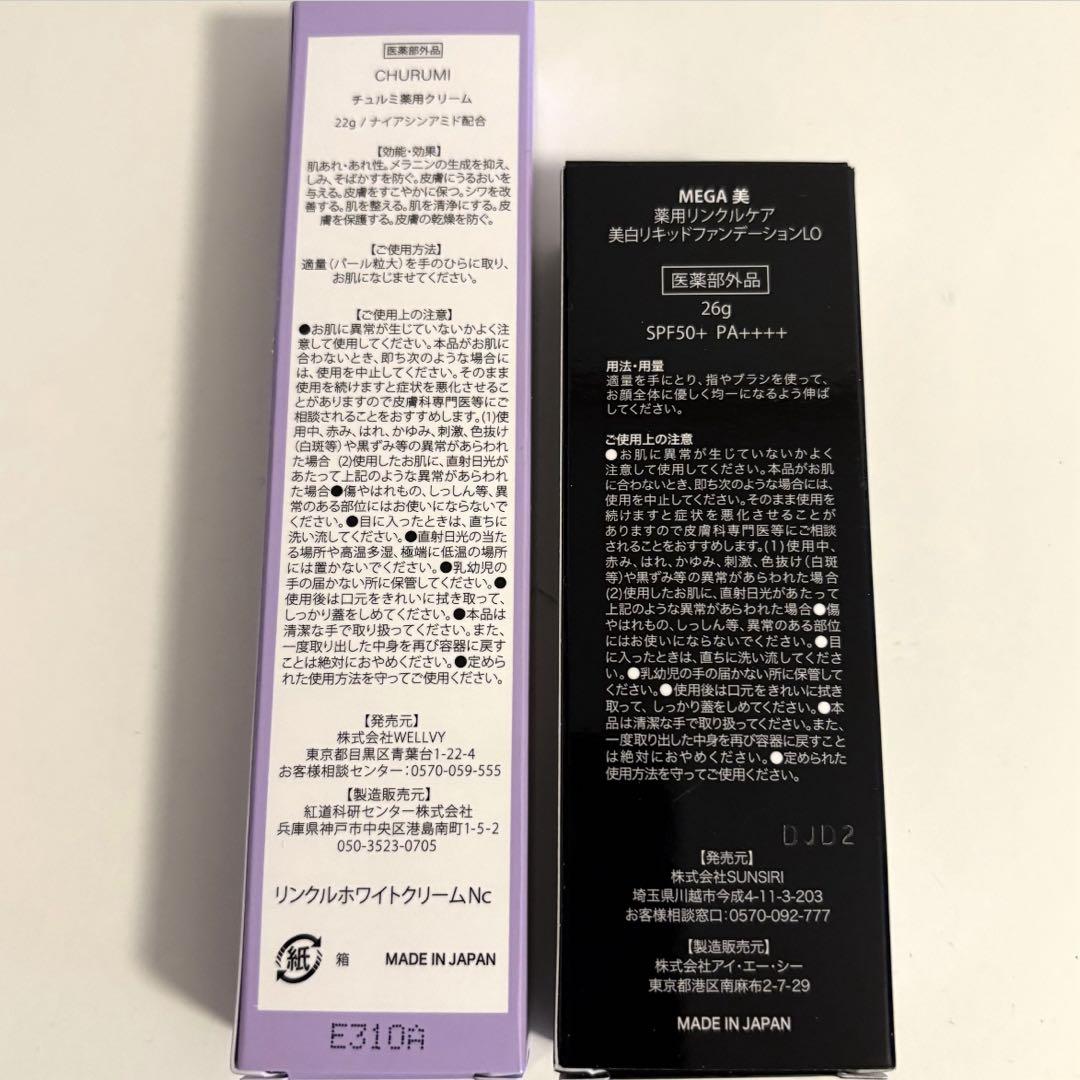 医薬部外品
CHURUMI
チュルミ薬用クリーム
22g / ナイアシンアミド配合
【効能・効果】
肌あれ・あれ性。メラニンの生成を抑え、
しみ、そばかすを防ぐ。皮膚にうるおいを
与える。皮膚をすこやかに保つ。シワを改
善する。肌を整える。肌を清浄にする。皮
膚を保護する。皮膚の乾燥を防ぐ。
【ご使用方法】
適量（パール粒大）を手のひらに取り、
お肌になじませてください。
【ご使用上の注意】
●お肌に異常が生じていないかよく注
意して使用してください。本品がお肌に
合わないとき、即ち次のような場合に
は、使用を中止してください。そのまま
使用を続けますと症状を悪化させるこ
とがありますので皮膚科専門医等にご
相談されることをおすすめします。(1)使
用中、赤み、はれ、かゆみ、刺激、色抜け
(白斑等)や黒ずみ等の異常があらわれ
た場合 (2)使用したお肌に、直射日光が
あたって上記のような異常があらわれ
た場合●傷やはれもの、しっしん等、異
常のある部位にはお使いにならないで
ください。●目に入ったときは、直ちに
洗い流してください。●直射日光の当た
る場所や高温多湿、極端に低温の場所
には置かないでください。●乳幼児の
手の届かない所に保管してください。●
使用後は口元をきれいに拭き取って、
しっかり蓋をしめてください。●本品は
清潔な手で取り扱ってください。また、
一度取り出した中身を再び容器に戻す
ことは絶対におやめください。●定めら
れた使用方法を守ってご使用ください。
【発売元】
株式会社WELLVY
東京都目黒区青葉台1-22-4
お客様相談センター：0570-059-555
【製造販売元】
紅道科研センター株式会社
兵庫県神戸市中央区港島南町1-5-2
050-3523-0705
リンクルホワイトクリームNc
紙 箱 MADE IN JAPAN
E310A
MEGA 美
薬用リンクルケア
美白リキッドファンデーションLO
医薬部外品
26g
SPF50+ PA++++
用法・用量
適量を手にとり、指やブラシを使って、
お顔全体に優しく均一になるよう伸ば
してください。
ご使用上の注意
●お肌に異常が生じていないかよく
注意して使用してください。本品がお肌
に合わないとき、即ち次のような場合には、
使用を中止してください。そのまま使用を
続けますと症状を悪化させることが
ありますので皮膚科専門医等にご相談
されることをおすすめします。(1)使用中、
赤み、はれ、かゆみ、刺激、色抜け(白斑
等)や黒ずみ等の異常があらわれた場合
(2)使用したお肌に、直射日光があたって
上記のような異常があらわれた場合●傷
やはれもの、しっしん等、異常のある部位
にはお使いにならないでください。●目
に入ったときは、直ちに洗い流してくださ
い。●乳幼児の手の届かない所に保管して
ください。●使用後は口元をきれいに拭き
取って、しっかり蓋をしめてください。●本
品は清潔な手で取り扱ってください。また、
一度取り出した中身を再び容器に戻すこと
は絶対におやめください。●定められた
使用方法を守ってご使用ください。
DJD2
【発売元】
株式会社SUNSIRI
埼玉県川越市今成4-11-3-203
お客様相談窓口：0570-092-777
【製造販売元】
株式会社アイ・エー・シー
東京都港区南麻布2-7-29
MADE IN JAPAN